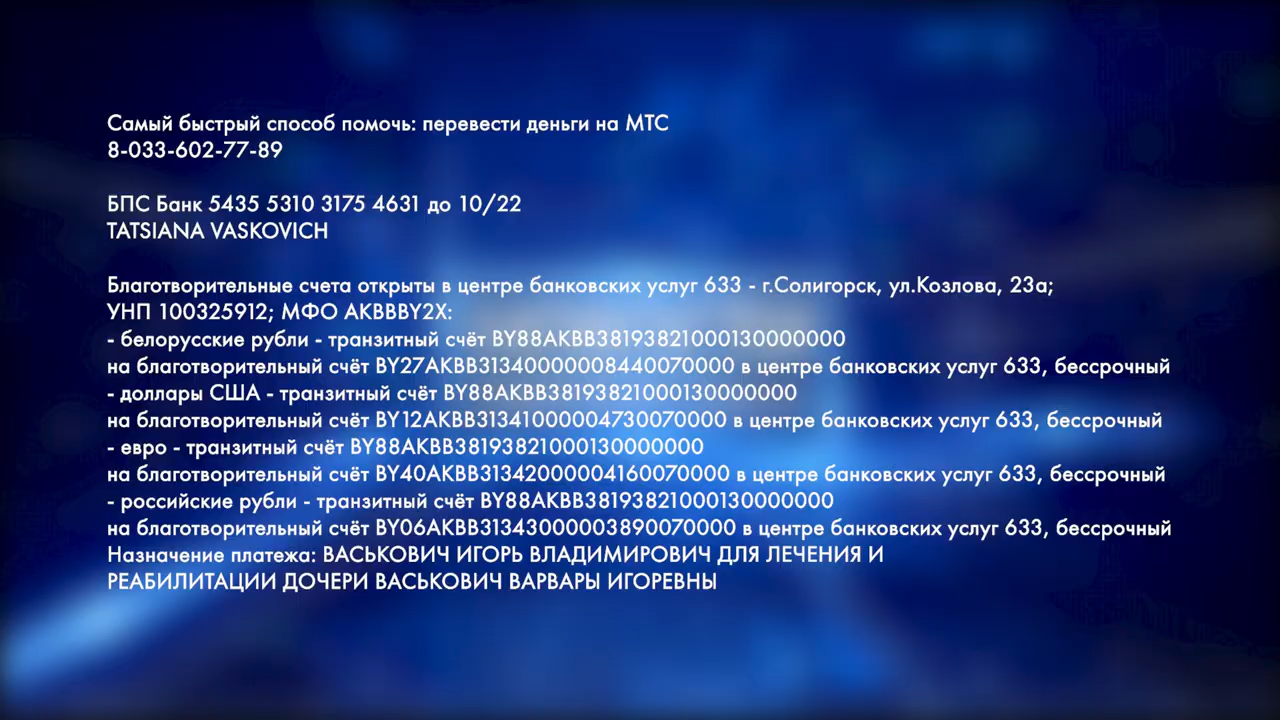 Самый быстрый способ помочь: перевести деньги на МТС
8-033-602-77-89
БПС Банк 5435 5310 3175 4631 до 10/22
TATSIANA VASKOVICH
Благотворительные счета открыты в центре банковских услуг 633 - г.Солигорск, ул.Козлова, 23а;
УНП 100325912; МФО AKBBBY2X:
- белорусские рубли - транзитный счёт BY88AKBB38193821000130000000
на благотворительный счёт BY27AKBB31340000008440070000 в центре банковских услуг 633, бессрочный
- доллары США - транзитный счёт BY88AKBB38193821000130000000
на благотворительный счёт BY12AKBB31341000004730070000 в центре банковских услуг 633, бессрочный
- евро - транзитный счёт BY88AKBB38193821000130000000
на благотворительный счёт BY40AKBB31342000004160070000 в центре банковских услуг 633, бессрочный
- российские рубли - транзитный счёт BY88AKBB38193821000130000000
на благотворительный счёт BY06AKBB31343000003890070000 в центре банковских услуг 633, бессрочный
Назначение платежа: ВАСЬКОВИЧ ИГОРЬ ВЛАДИМИРОВИЧ ДЛЯ ЛЕЧЕНИЯ И
РЕАБИЛИТАЦИИ ДОЧЕРИ ВАСЬКОВИЧ ВАРВАРЫ ИГОРЕВНЫ